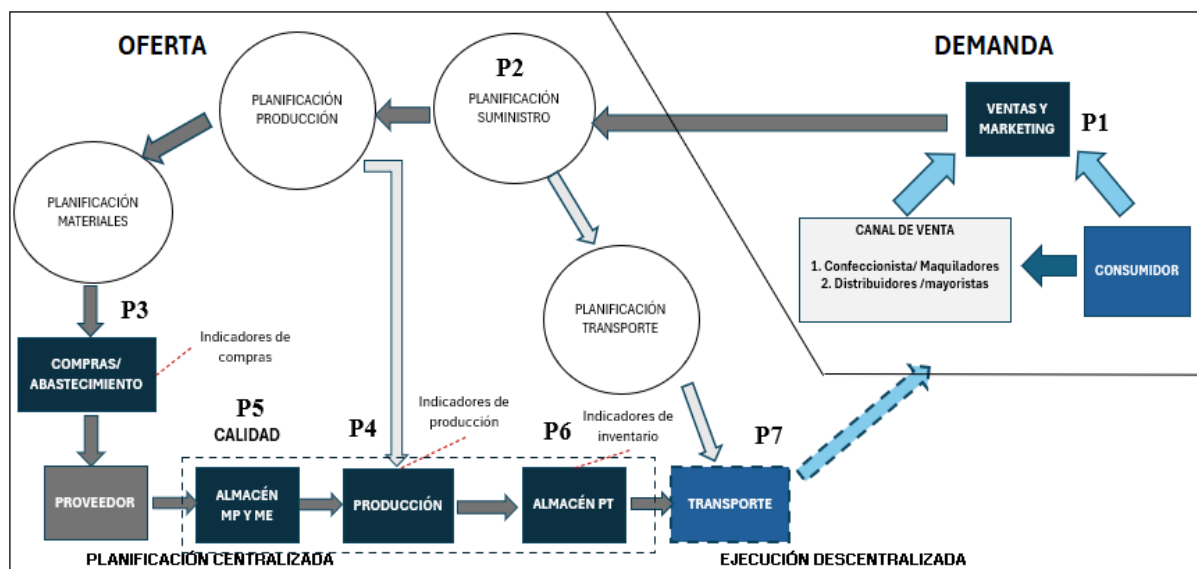 OFERTA
DEMANDA
P2
PLANIFICACIÓN
SUMINISTRO
PLANIFICACIÓN
PRODUCCIÓN
VENTAS Y
MARKETING
P1
PLANIFICACIÓN
MATERIALES
CANAL DE VENTA
1. Confeccionista/ Maquiladores
2. Distribuidores /mayoristas
CONSUMIDOR
PLANIFICACIÓN
TRANSPORTE
P3
Indicadores de
compras
COMPRAS/
ABASTECIMIENTO
P5
CALIDAD
P4
Indicadores de
producción
P6
Indicadores de
inventario
P7
PROVEEDOR
ALMACÉN
MP Y ME
PRODUCCIÓN
ALMACÉN PT
TRANSPORTE
PLANIFICACIÓN CENTRALIZADA
EJECUCIÓN DESCENTRALIZADA